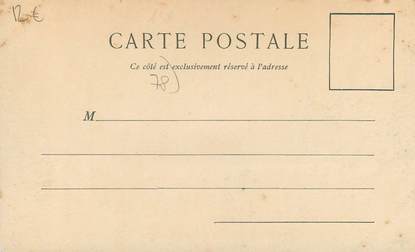 12 €
CARTE POSTALE
Ce côté est exclusivement réservé à l'adresse
78)
M